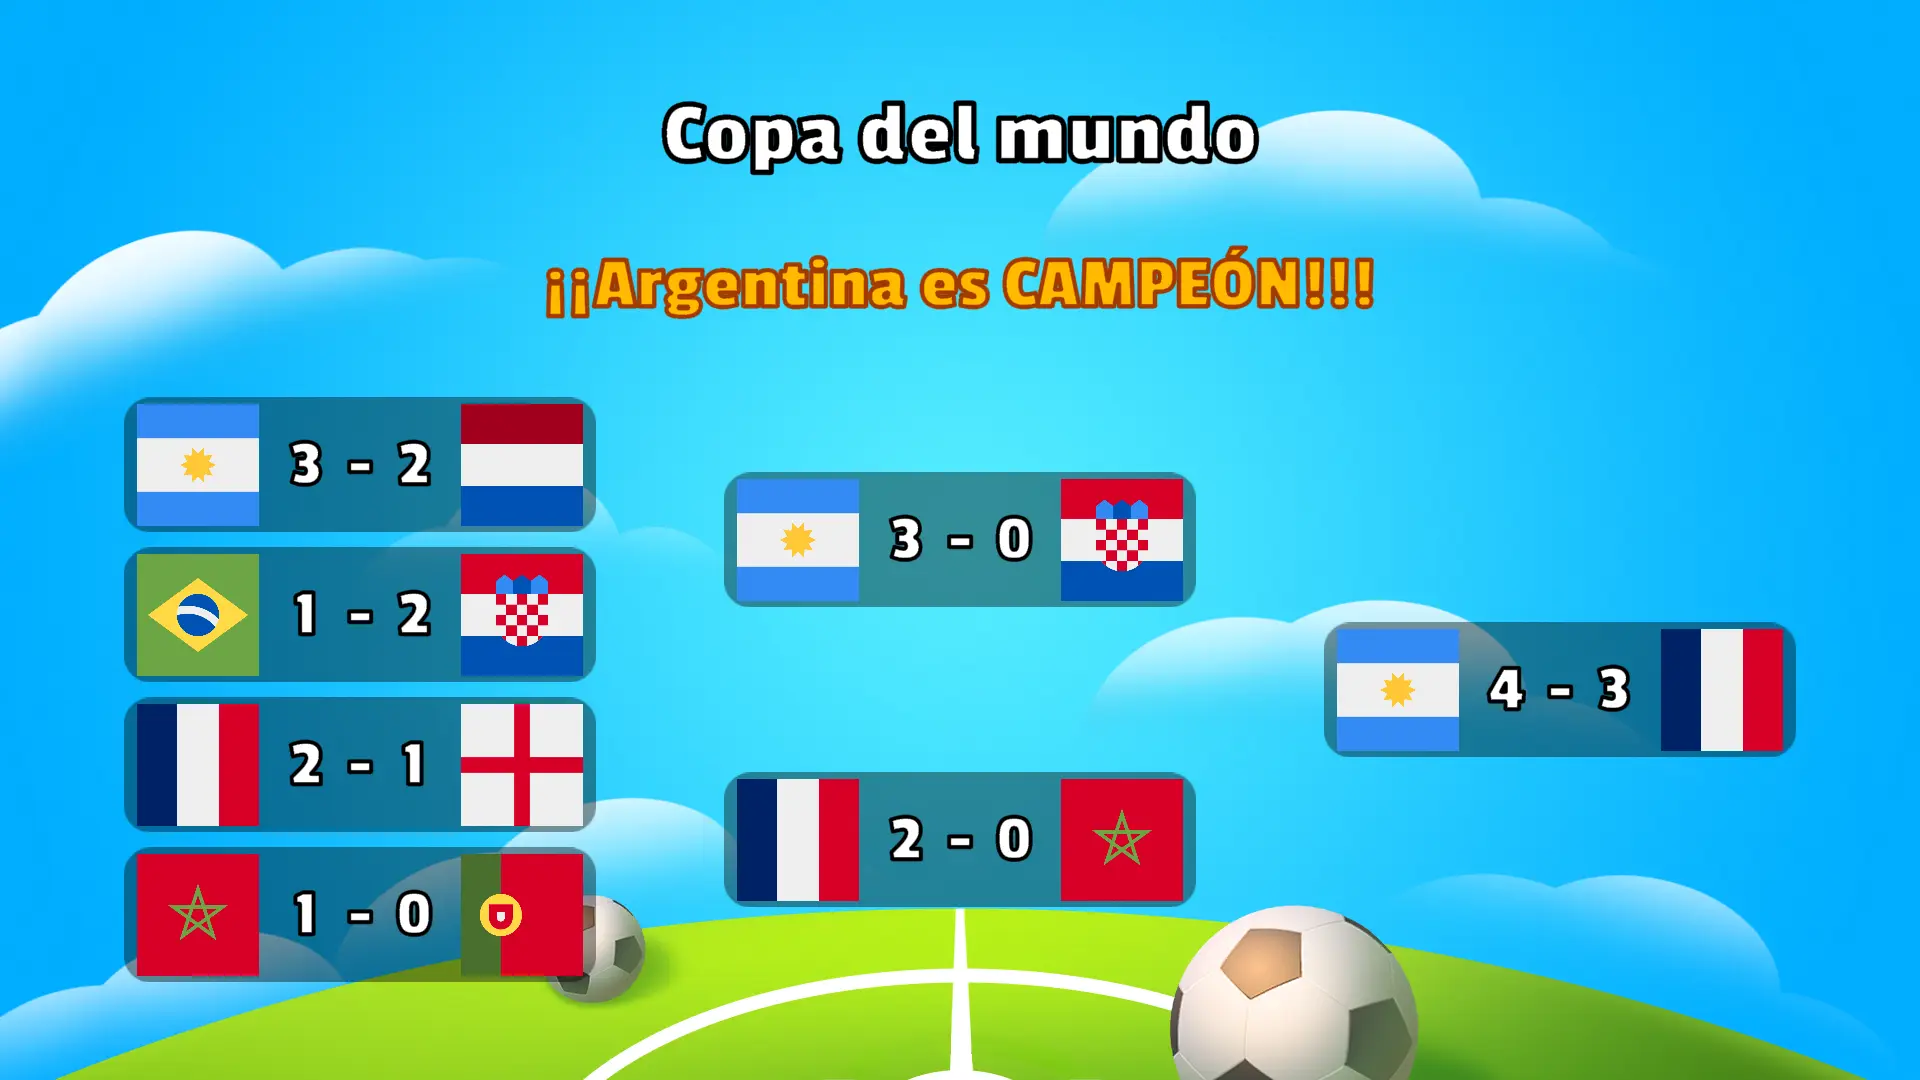 Copa del mundo
¡¡Argentina es CAMPEÓN!!!
3 - 2
1 - 2
2 - 1
1 - 0
3 - 0
2 - 0
4 - 3